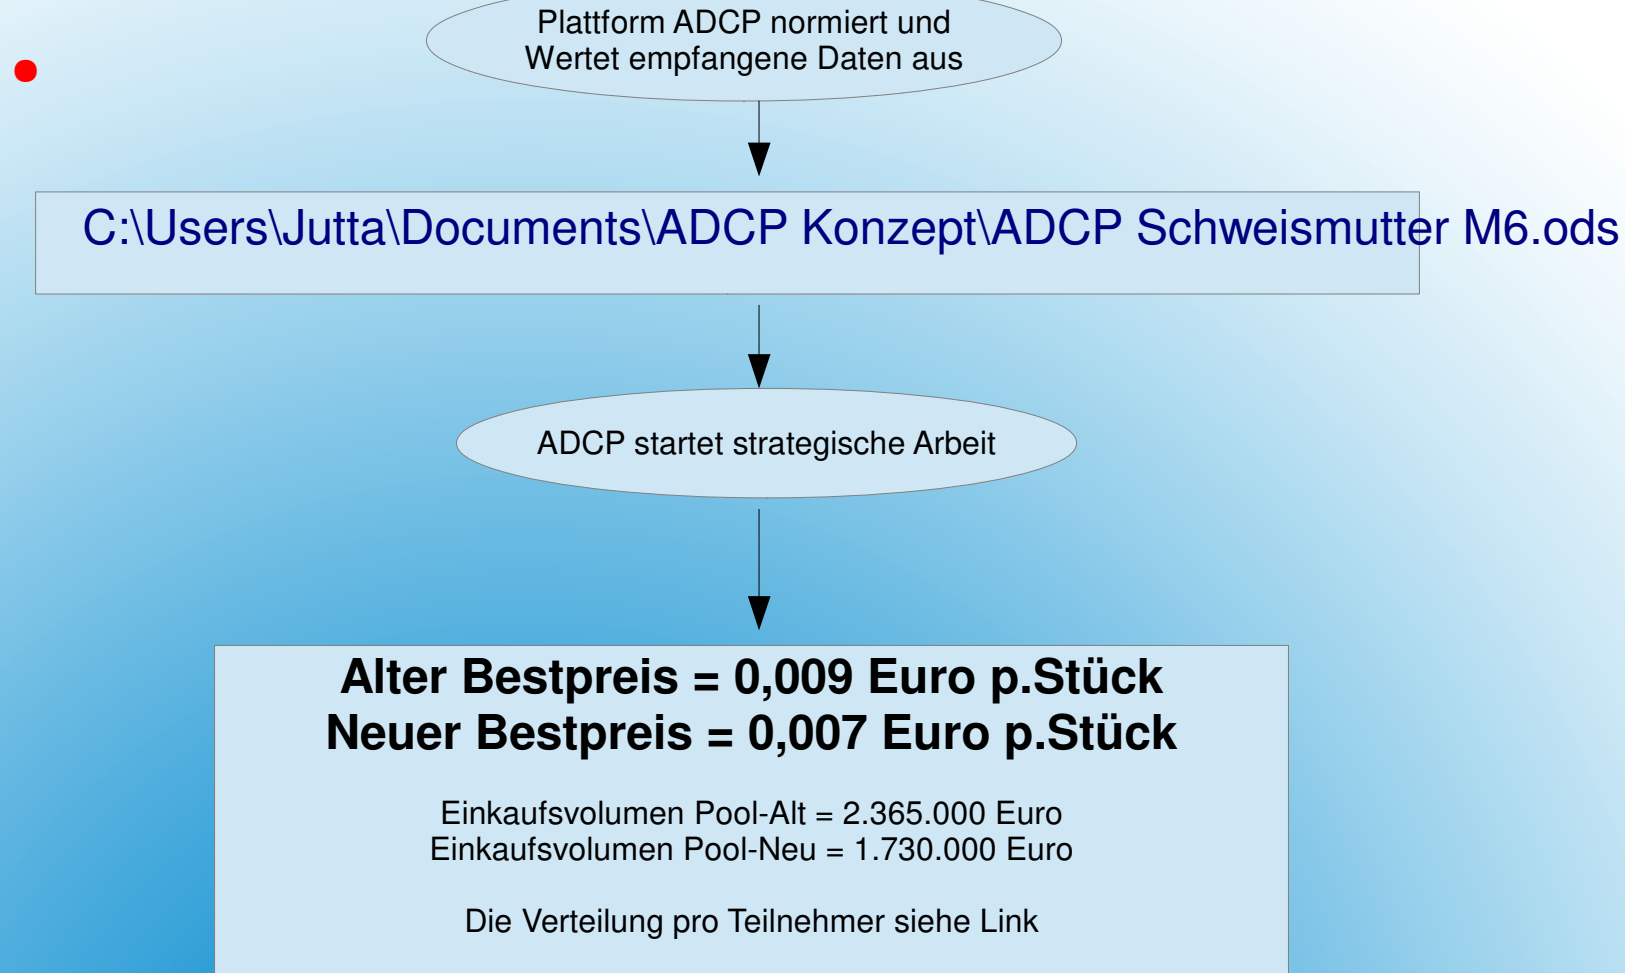 Plattform ADCP normiert und
Wertet empfangene Daten aus
C:\Users\Jutta\Documents\ADCP Konzept\ADCP Schweismutter M6.ods
ADCP startet strategische Arbeit
Alter Bestpreis = 0,009 Euro p.Stück
Neuer Bestpreis = 0,007 Euro p.Stück
Einkaufsvolumen Pool-Alt = 2.365.000 Euro
Einkaufsvolumen Pool-Neu = 1.730.000 Euro
Die Verteilung pro Teilnehmer siehe Link